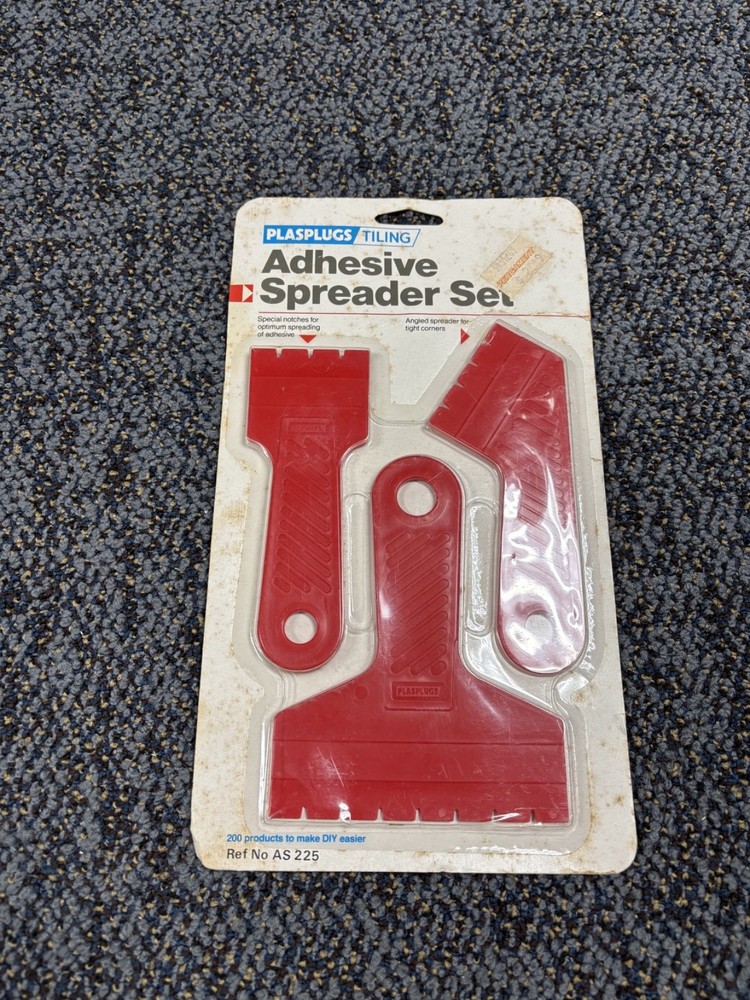 PLASPLUGS TILING
Adhesive
Spreader Set
Special notches for
optimum spreading
of adhesive
Angled spreader for
tight corners
PLASPLUGS
200 products to make DIY easier
Ref No AS 225